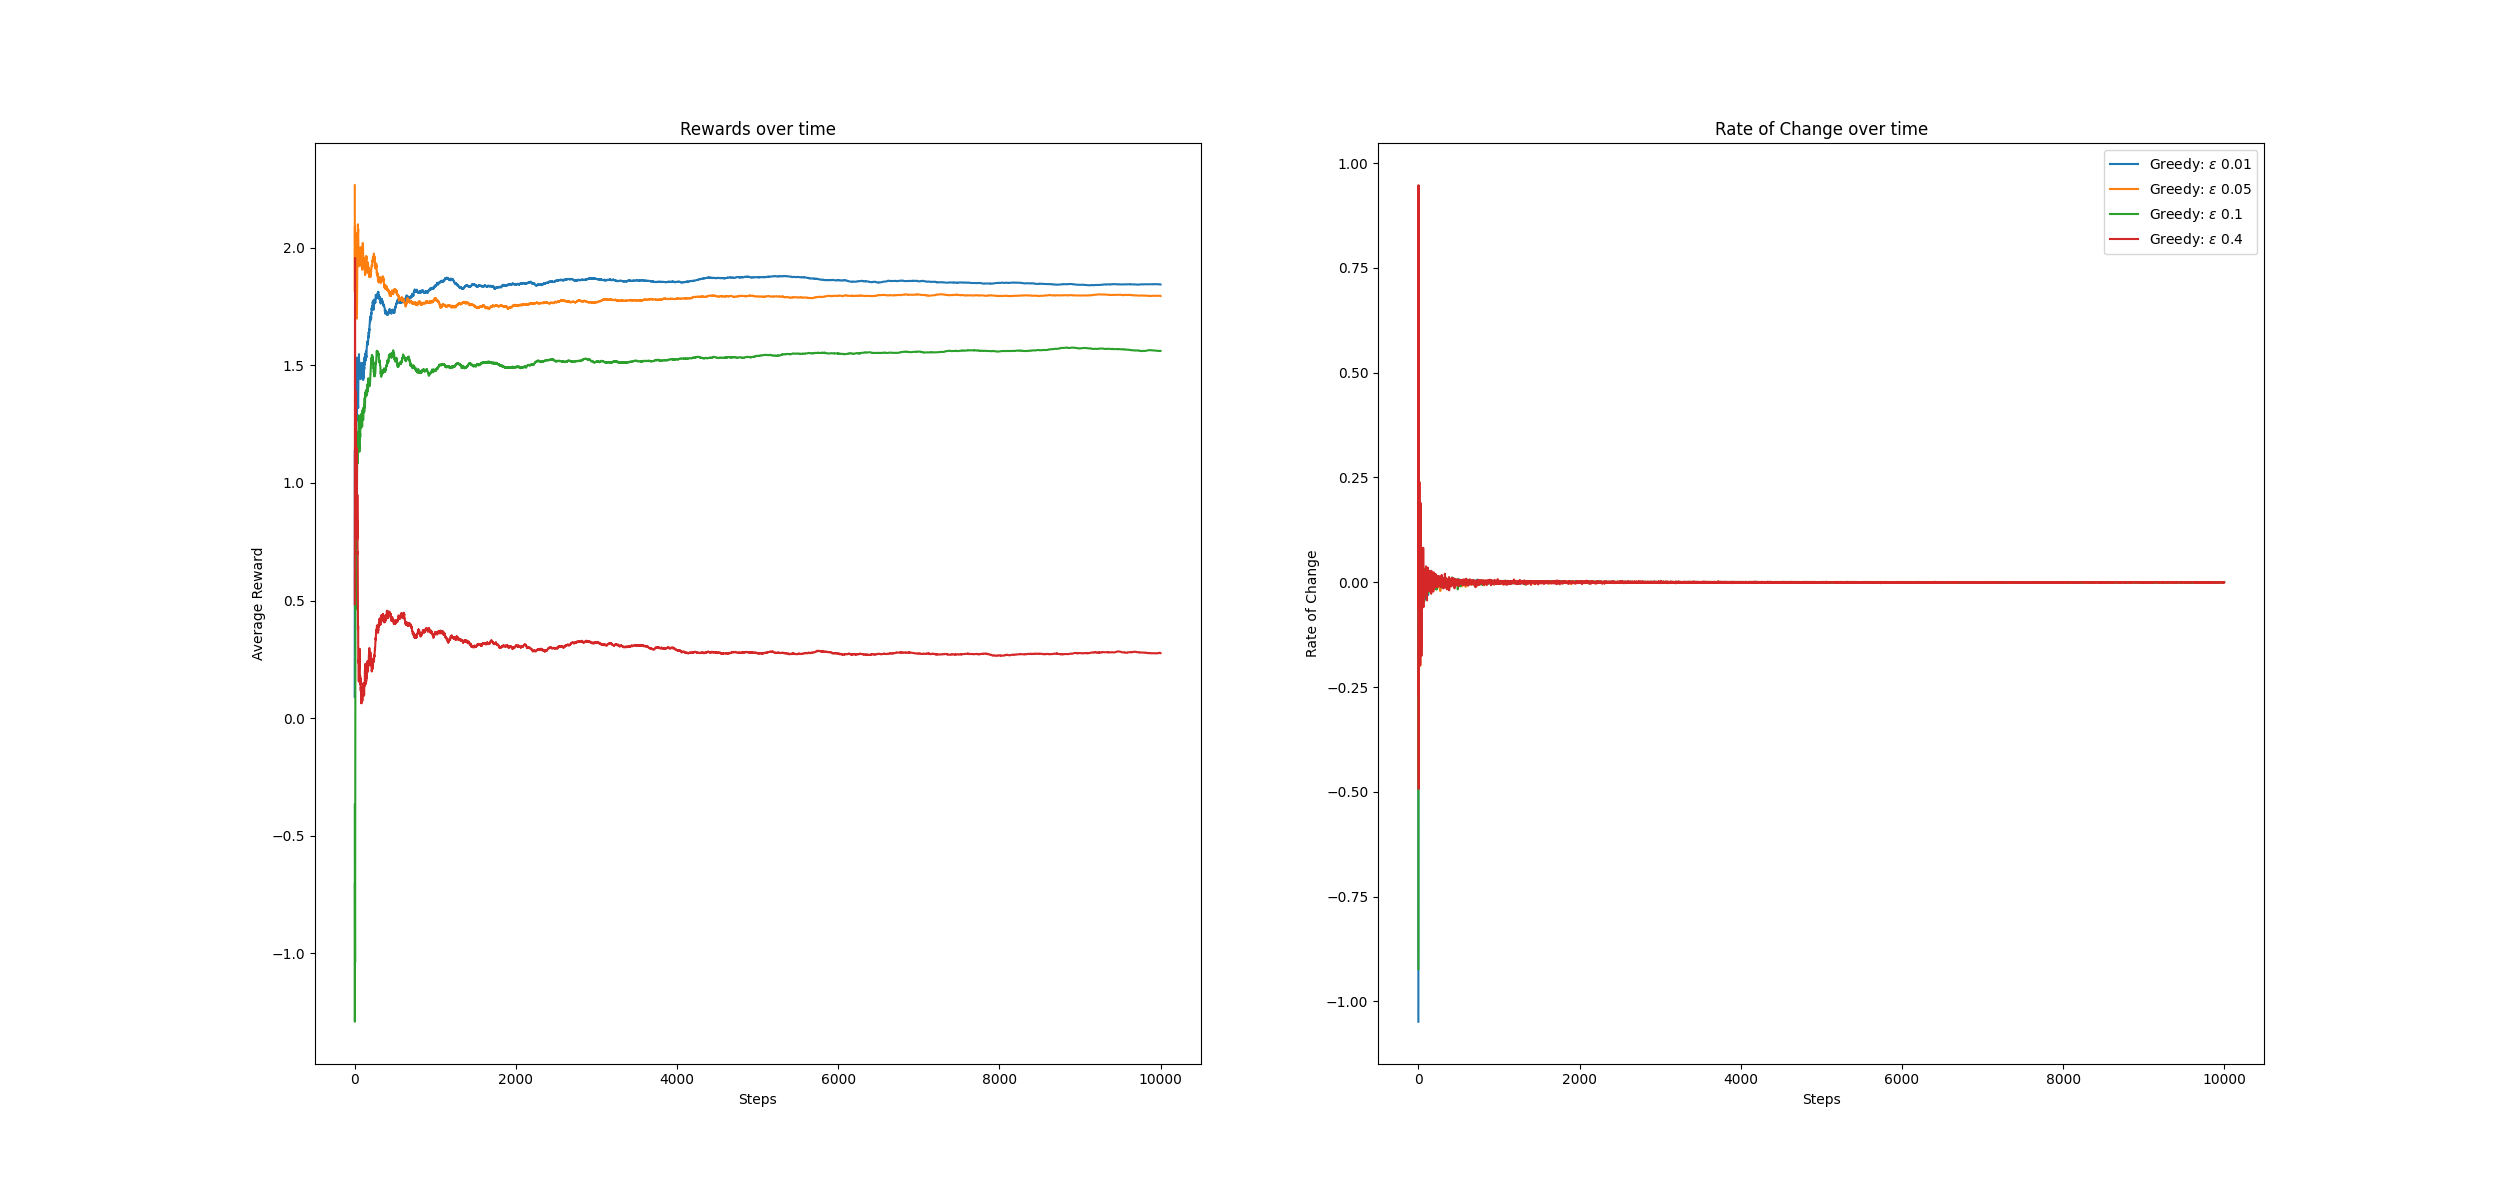 Rewards over time
Average Reward
2.0
1.5
1.0
0.5
0.0
−0.5
−1.0
0 2000 4000 6000 8000 10000
Steps
Rate of Change over time
Rate of Change
1.00
0.75
0.50
0.25
0.00
−0.25
−0.50
−0.75
−1.00
0 2000 4000 6000 8000 10000
Steps
Greedy: ε 0.01
Greedy: ε 0.05
Greedy: ε 0.1
Greedy: ε 0.4